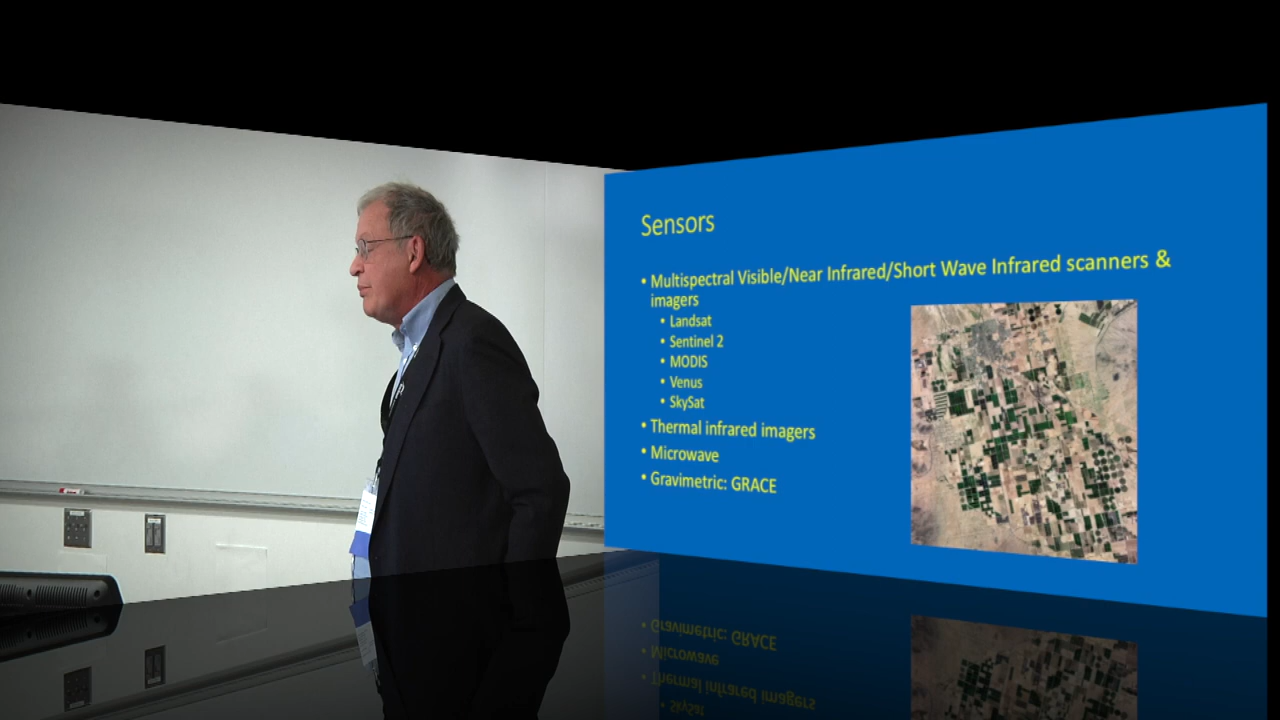 Sensors
• Multispectral Visible/Near Infrared/Short Wave Infrared scanners &
imagers
• Landsat
• Sentinel 2
• MODIS
• Venus
• SkySat
• Thermal infrared imagers
• Microwave
• Gravimetric: GRACE